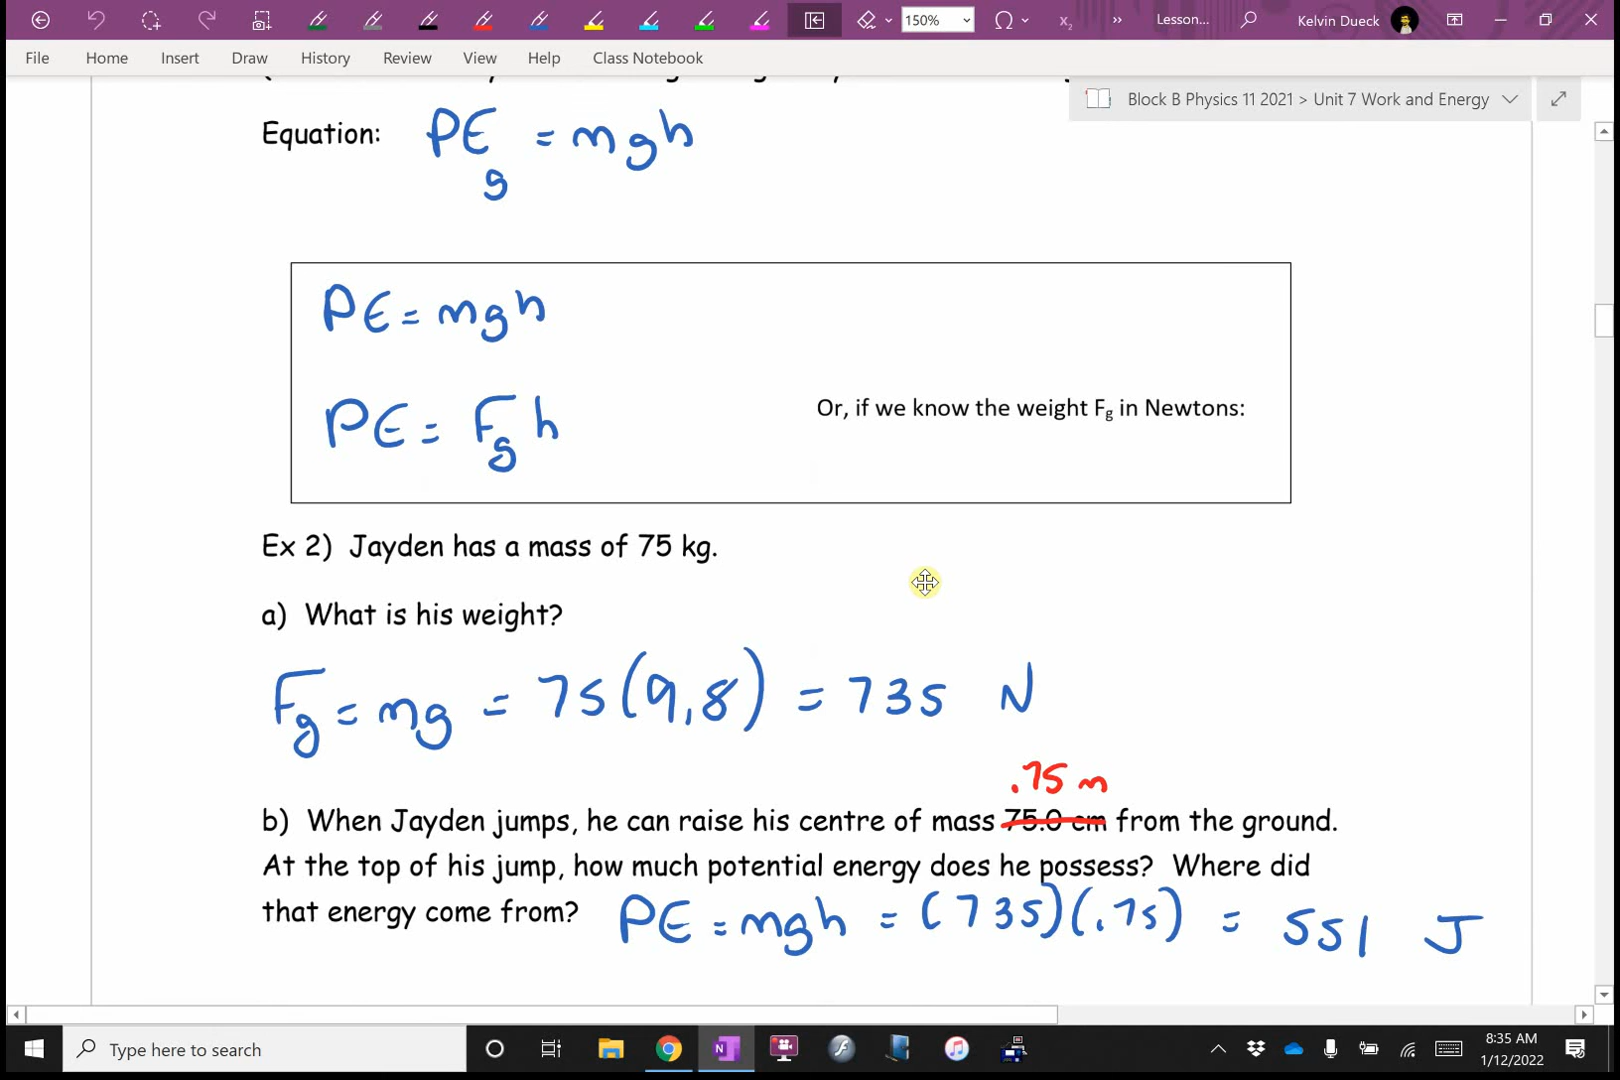 150%
Ω
x₂
»
Lesson...
Kelvin Dueck
File Home Insert Draw History Review View Help Class Notebook
Block B Physics 11 2021 > Unit 7 Work and Energy
Equation: PEg = mgh
PE = mgh
PE = Fg h
Or, if we know the weight Fg in Newtons:
Ex 2) Jayden has a mass of 75 kg.
a) What is his weight?
Fg = mg = 75(9.8) = 735 N
.75 m
b) When Jayden jumps, he can raise his centre of mass 75.0 cm from the ground.
At the top of his jump, how much potential energy does he possess? Where did
that energy come from? PE = mgh = (735)(.75) = 551 J
Type here to search
8:35 AM
1/12/2022